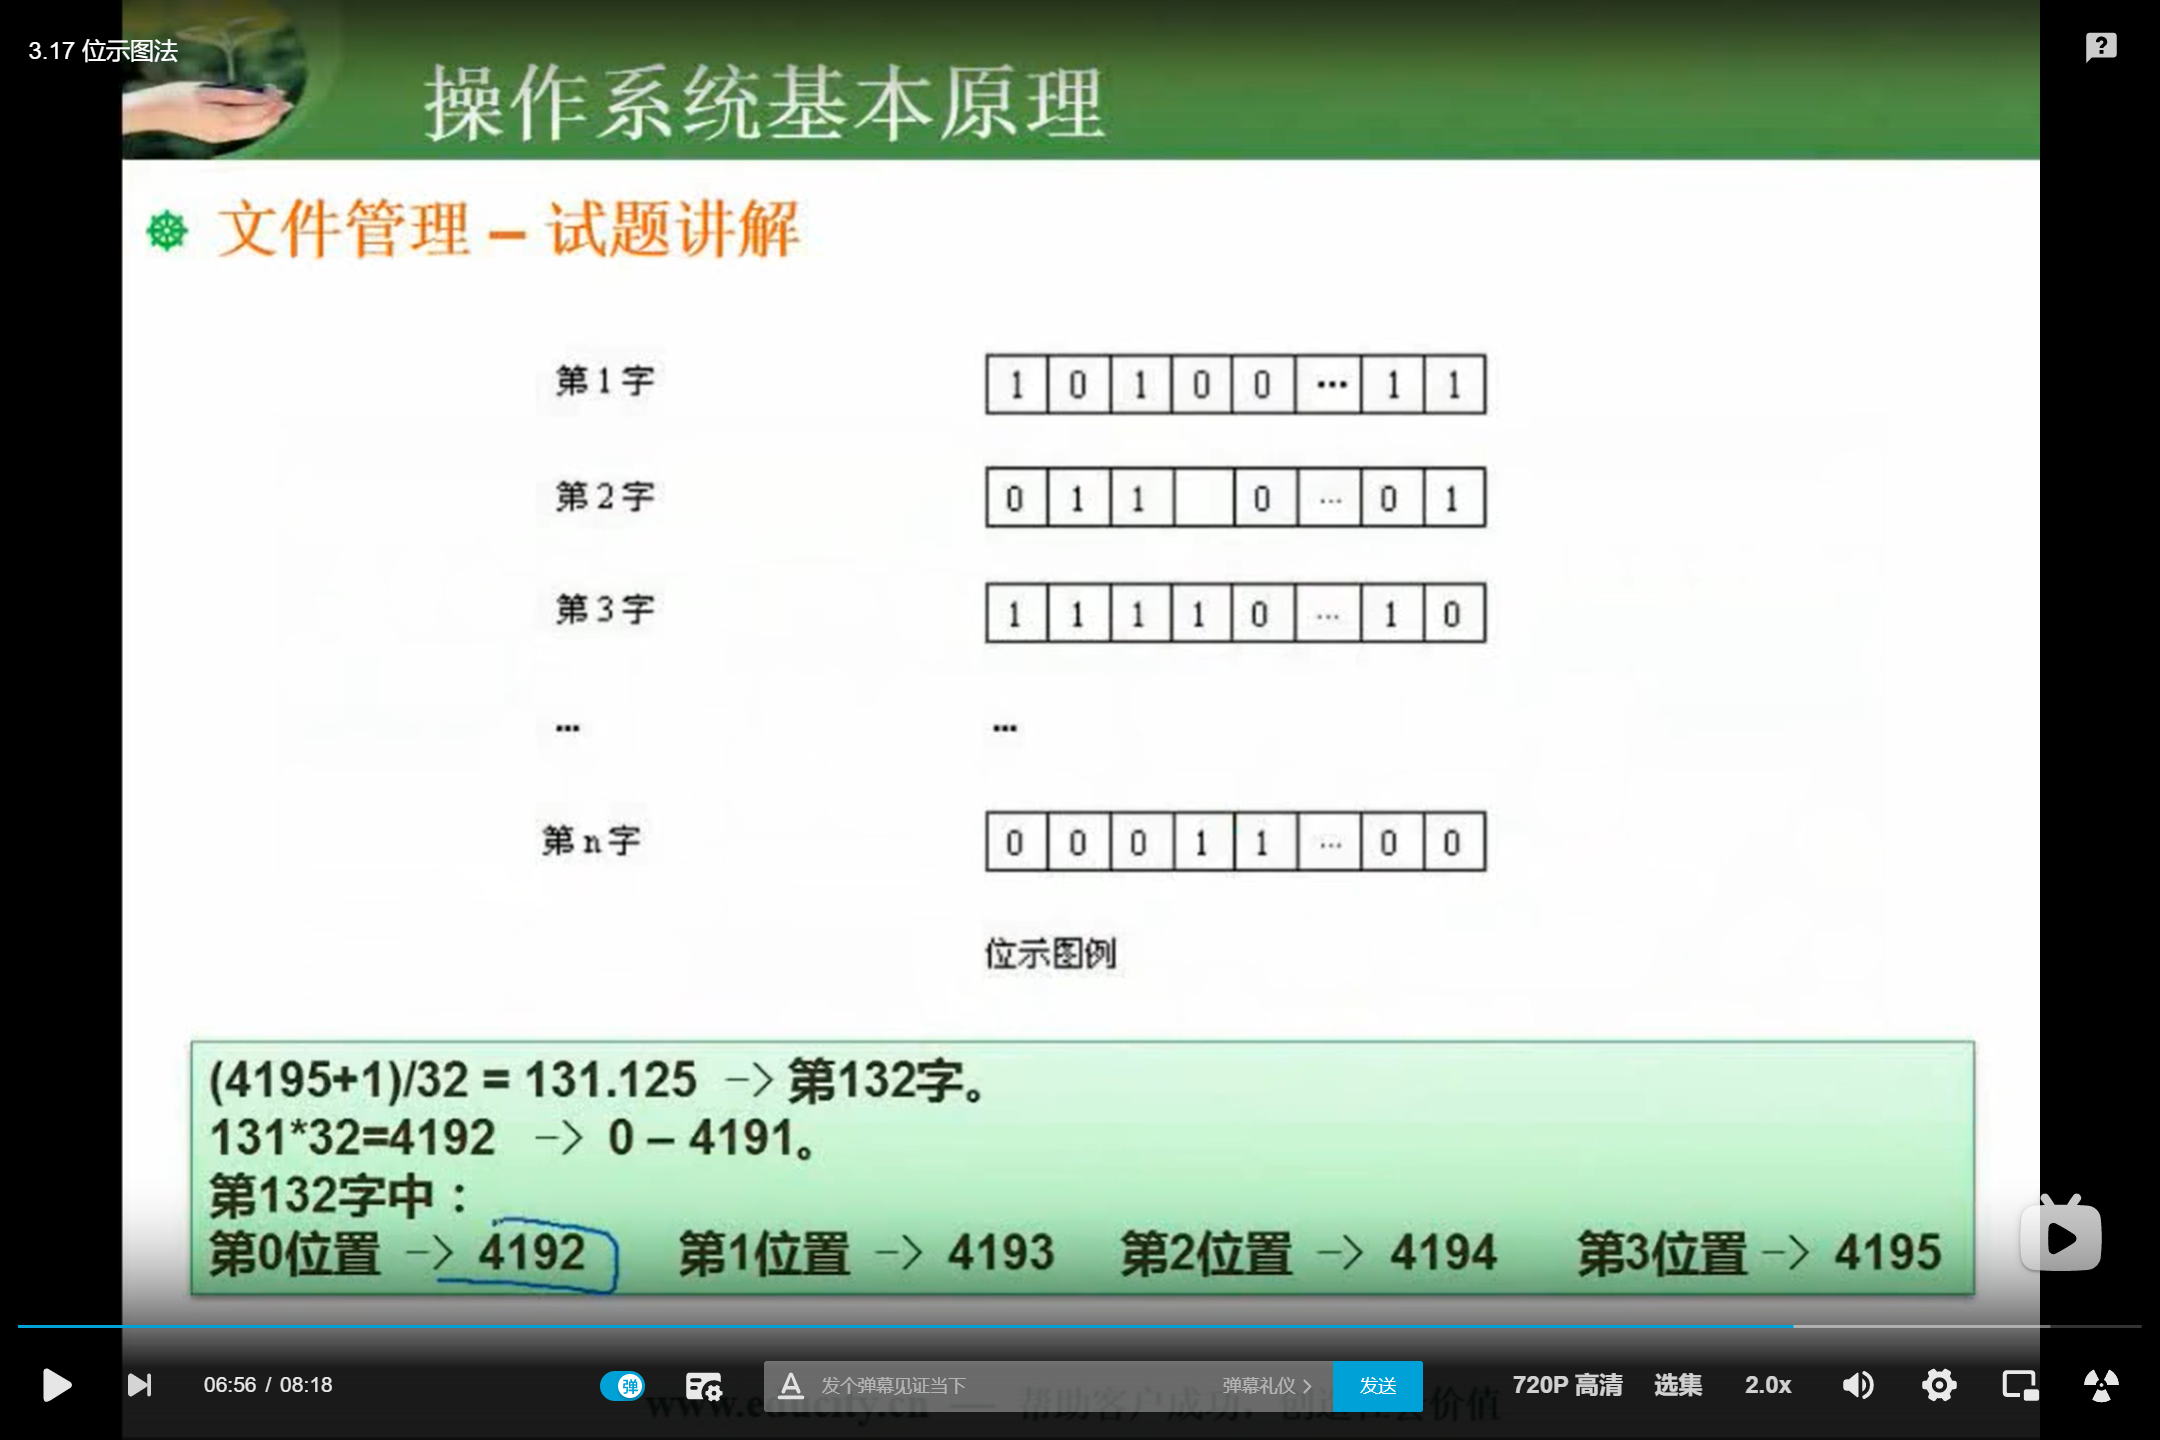 3.17 位示图法
操作系统基本原理
文件管理 – 试题讲解
第 1 字 1 0 1 0 0 ··· 1 1
第 2 字 0 1 1 0 ··· 0 1
第 3 字 1 1 1 1 0 ··· 1 0
··· ···
第 n 字 0 0 0 1 1 ··· 0 0
位示图例
(4195+1)/32 = 131.125 –> 第132字。
131*32=4192 –> 0 – 4191。
第132字中：
第0位置 –> 4192 第1位置 –> 4193 第2位置 –> 4194 第3位置 –> 4195
06:56 / 08:18 弹 A 发个弹幕见证当下 弹幕礼仪 > 发送 720P 高清 选集 2.0x
www.educity.cn — 帮助客户成功，创造社会价值